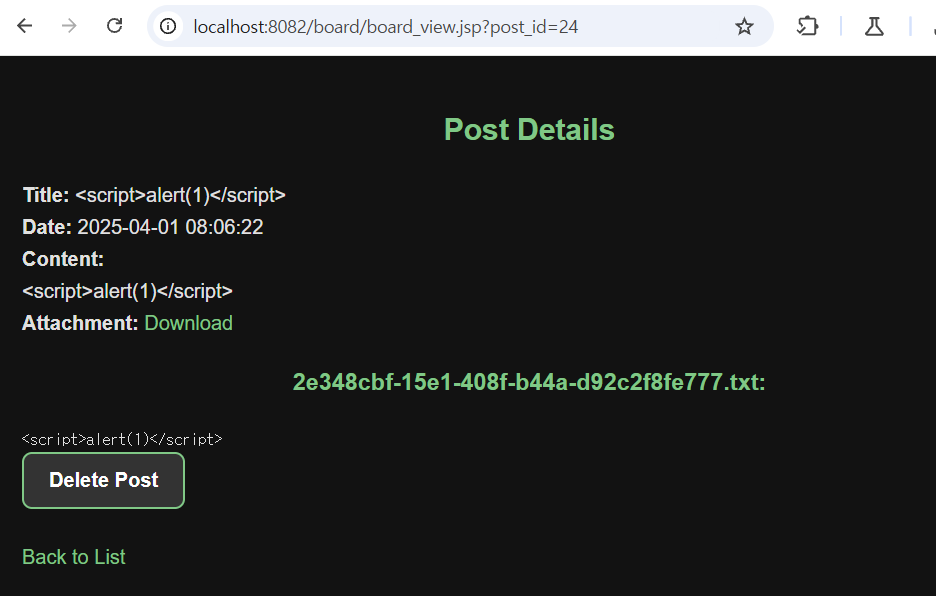 localhost:8082/board/board_view.jsp?post_id=24
Post Details
Title: <script>alert(1)</script>
Date: 2025-04-01 08:06:22
Content:
<script>alert(1)</script>
Attachment: Download
2e348cbf-15e1-408f-b44a-d92c2f8fe777.txt:
<script>alert(1)</script>
Delete Post
Back to List